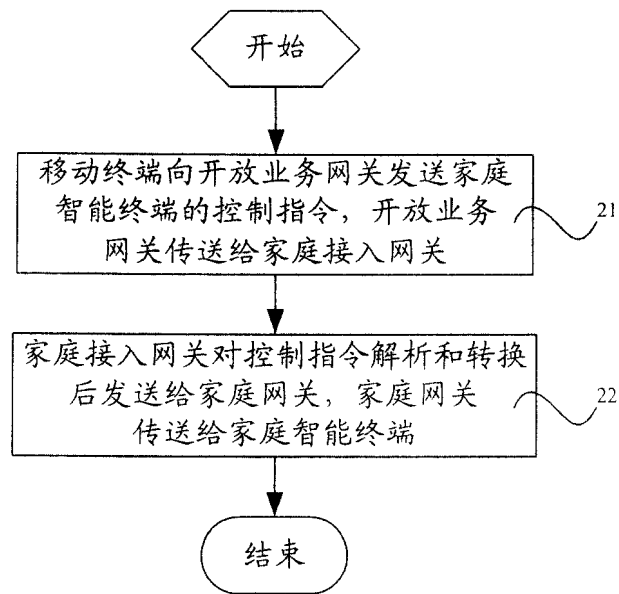 开始
移动终端向开放业务网关发送家庭
智能终端的控制指令，开放业务
网关传送给家庭接入网关
21
家庭接入网关对控制指令解析和转换
后发送给家庭网关，家庭网关
传送给家庭智能终端
22
结束